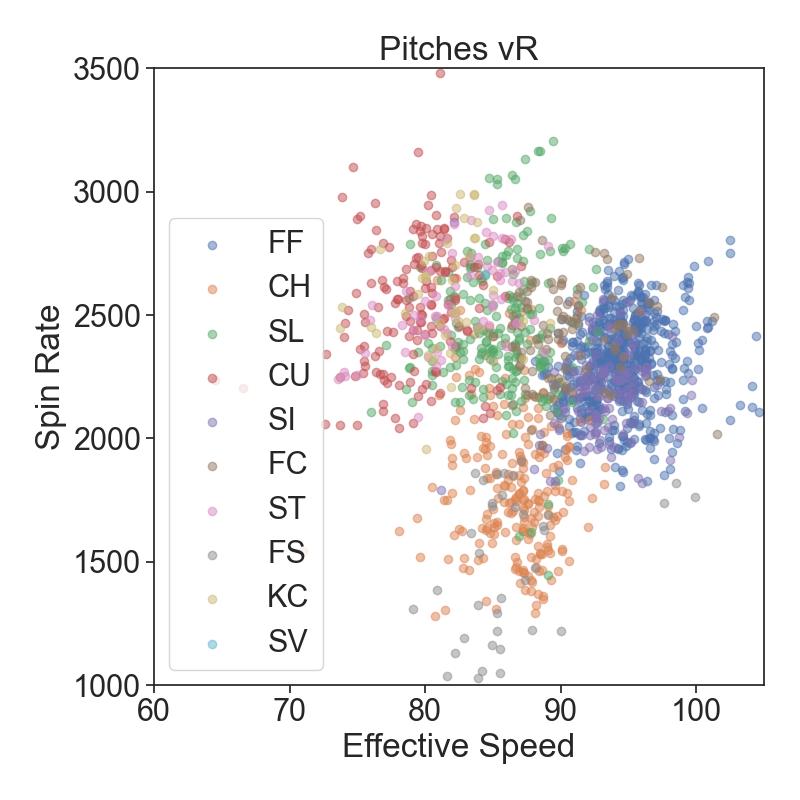 Pitches vR
3500
3000
2500
2000
1500
1000
Spin Rate
FF
CH
SL
CU
SI
FC
ST
FS
KC
SV
60 70 80 90 100
Effective Speed